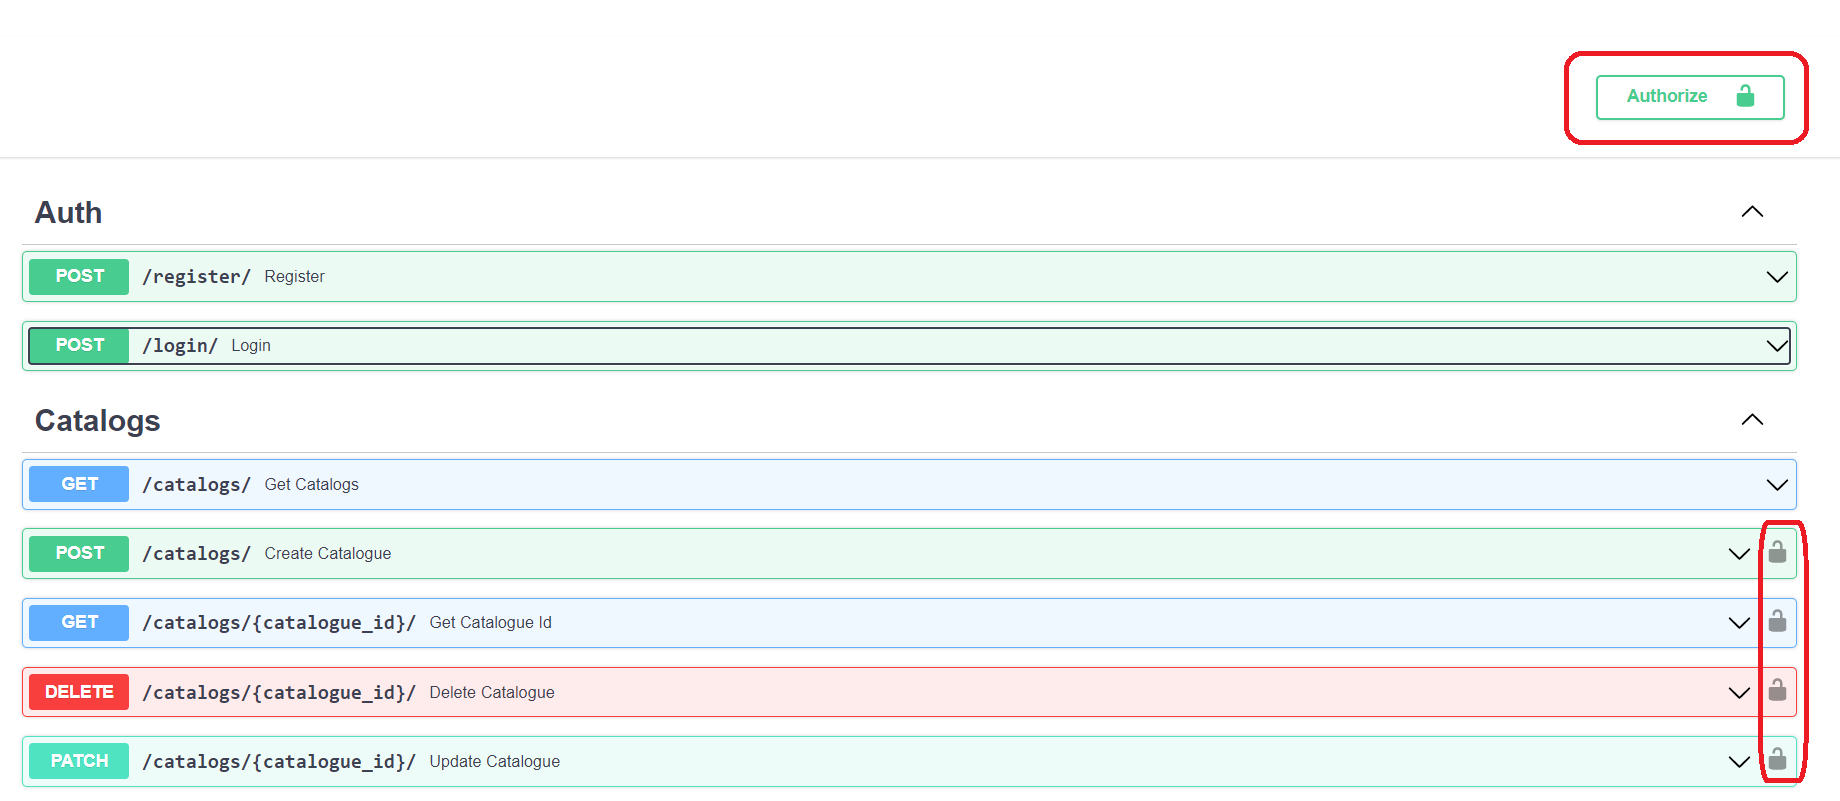 Authorize
Auth
POST /register/ Register
POST /login/ Login
Catalogs
GET /catalogs/ Get Catalogs
POST /catalogs/ Create Catalogue
GET /catalogs/{catalogue_id}/ Get Catalogue Id
DELETE /catalogs/{catalogue_id}/ Delete Catalogue
PATCH /catalogs/{catalogue_id}/ Update Catalogue